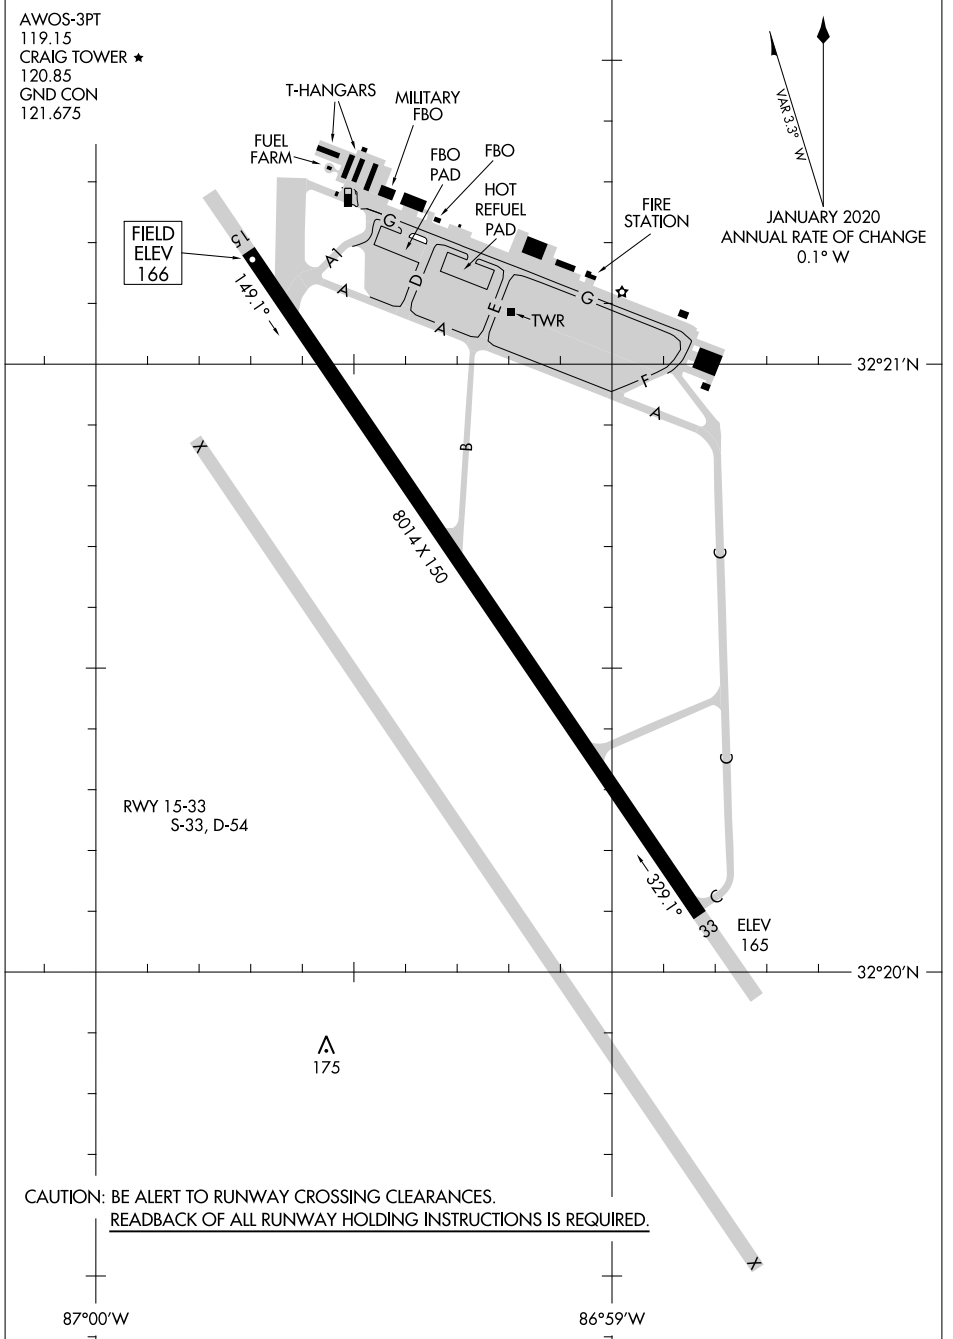 AWOS-3PT
119.15
CRAIG TOWER ★
120.85
GND CON
121.675
T-HANGARS
MILITARY
FBO
FUEL
FARM
FBO
PAD
FBO
HOT
REFUEL
PAD
FIRE
STATION
VAR 3.3° W
JANUARY 2020
ANNUAL RATE OF CHANGE
0.1° W
FIELD
ELEV
166
15
149.1°
A1
G
A
D
A
E
TWR
G
F
A
32°21'N
X
B
8014 X 150
C
C
RWY 15-33
S-33, D-54
329.1°
C
33
ELEV
165
32°20'N
175
CAUTION: BE ALERT TO RUNWAY CROSSING CLEARANCES.
READBACK OF ALL RUNWAY HOLDING INSTRUCTIONS IS REQUIRED.
X
87°00'W
86°59'W